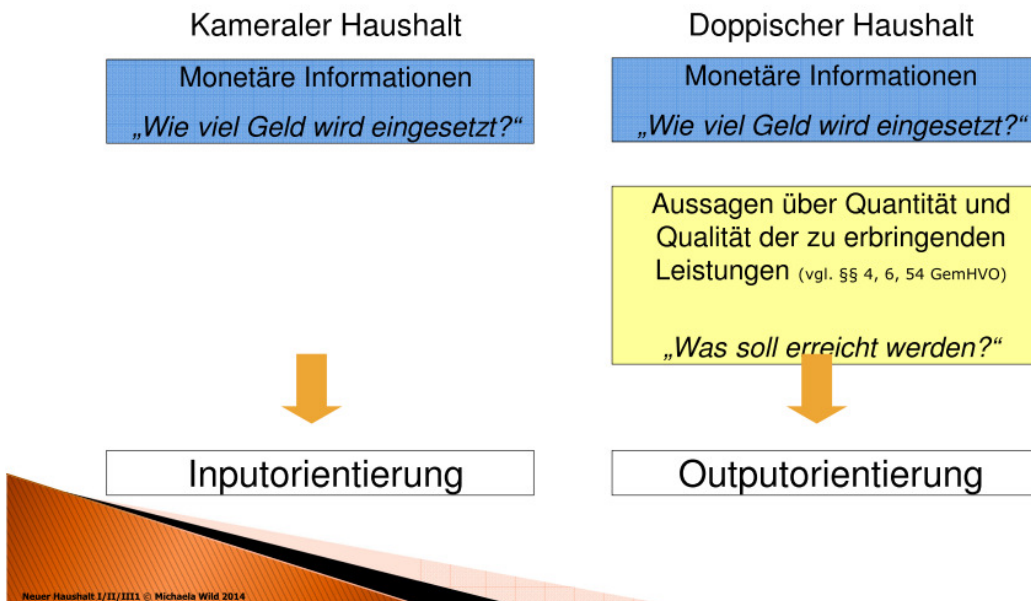 Kameraler Haushalt
Monetäre Informationen
„Wie viel Geld wird eingesetzt?“
Inputorientierung
Doppischer Haushalt
Monetäre Informationen
„Wie viel Geld wird eingesetzt?“
Aussagen über Quantität und
Qualität der zu erbringenden
Leistungen (vgl. §§ 4, 6, 54 GemHVO)
„Was soll erreicht werden?“
Outputorientierung
Neuer Haushalt I/II/III1 © Michaela Wild 2014